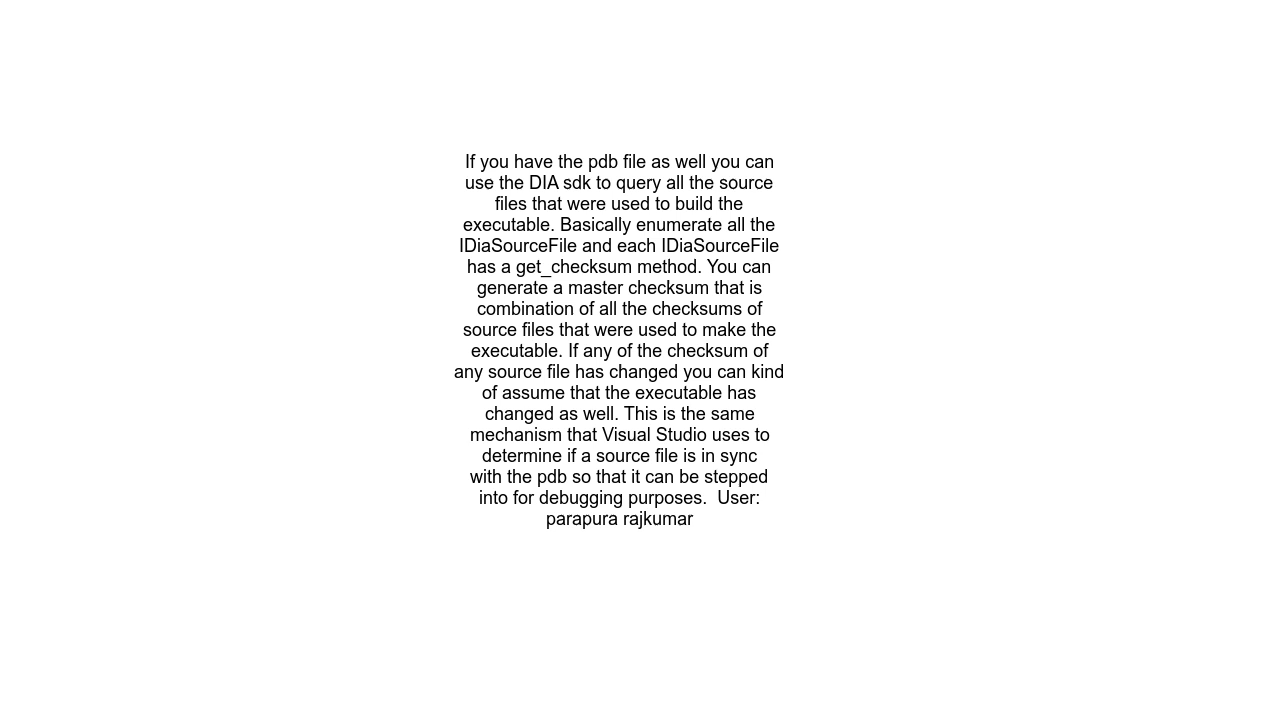 If you have the pdb file as well you can
use the DIA sdk to query all the source
files that were used to build the
executable. Basically enumerate all the
IDiaSourceFile and each IDiaSourceFile
has a get_checksum method. You can
generate a master checksum that is
combination of all the checksums of
source files that were used to make the
executable. If any of the checksum of
any source file has changed you can kind
of assume that the executable has
changed as well. This is the same
mechanism that Visual Studio uses to
determine if a source file is in sync
with the pdb so that it can be stepped
into for debugging purposes.  User:
parapura rajkumar